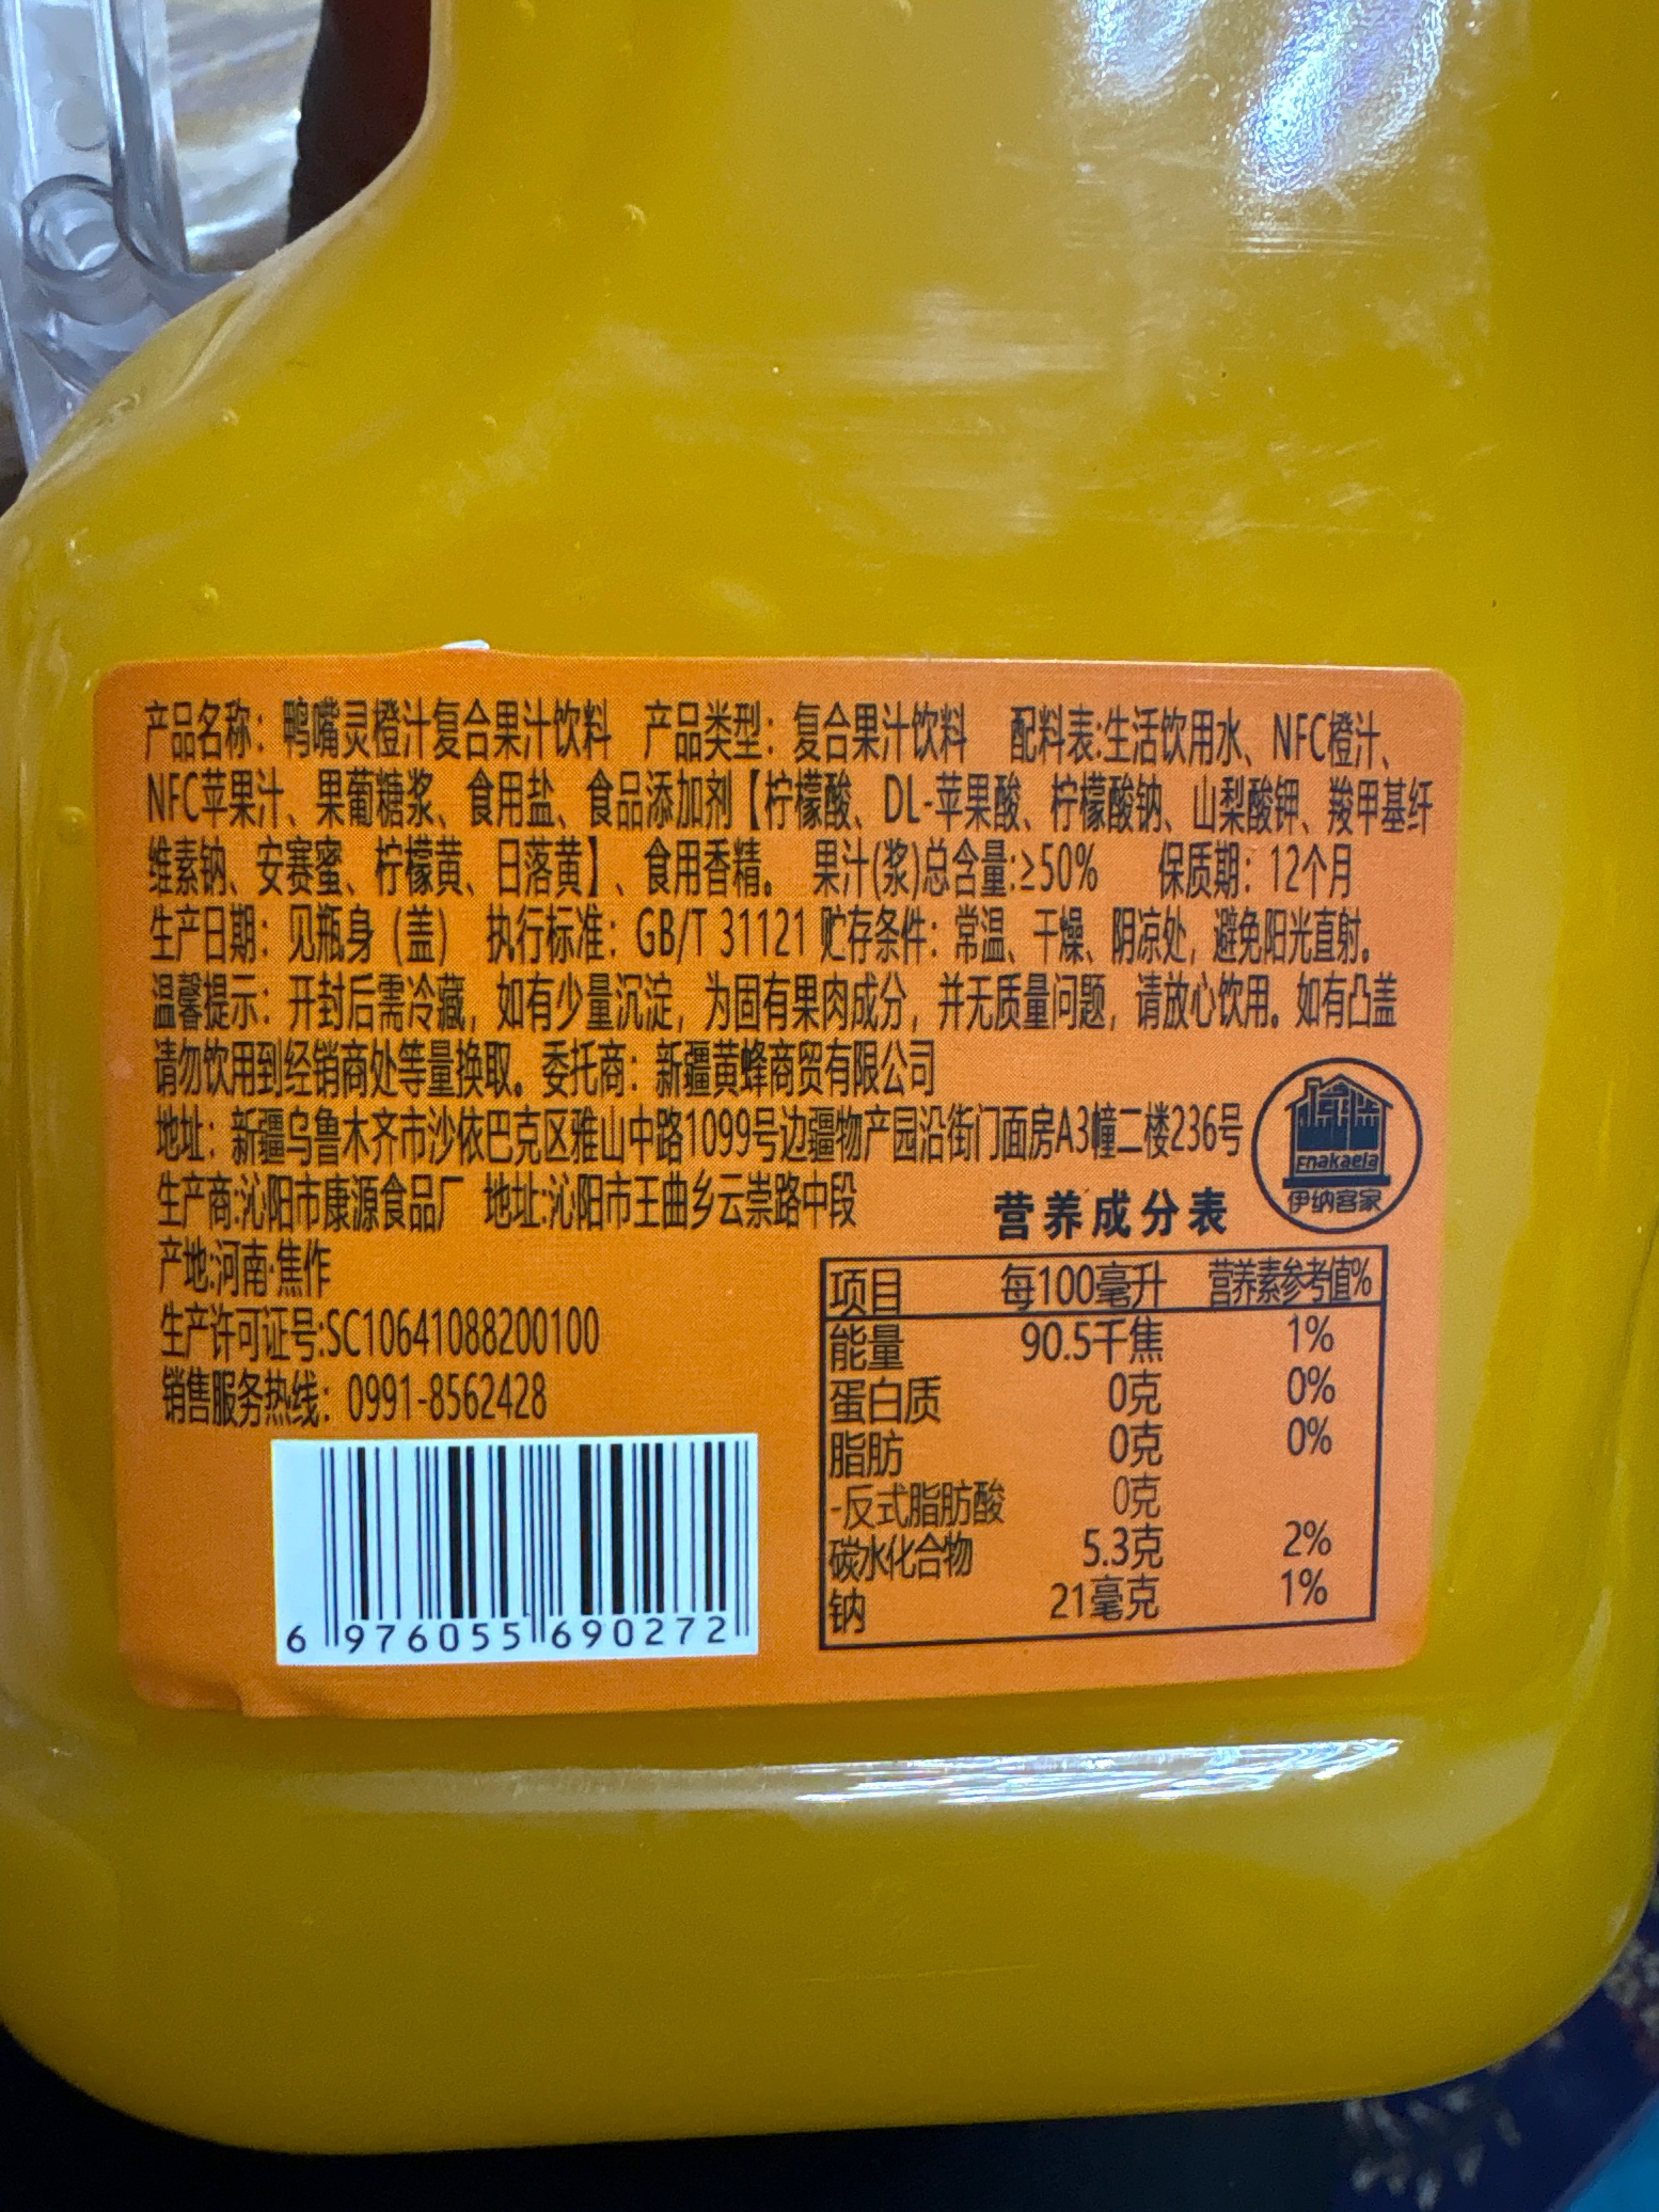 产品名称：鸭嘴灵橙汁复合果汁饮料 产品类型：复合果汁饮料 配料表:生活饮用水、NFC橙汁、
NFC苹果汁、果葡糖浆、食用盐、食品添加剂【柠檬酸、DL-苹果酸、柠檬酸钠、山梨酸钾、羧甲基纤
维素钠、安赛蜜、柠檬黄、日落黄】、食用香精。 果汁(浆)总含量:≥50% 保质期：12个月
生产日期：见瓶身（盖） 执行标准：GB/T 31121 贮存条件：常温、干燥、阴凉处，避免阳光直射。
温馨提示：开封后需冷藏，如有少量沉淀，为固有果肉成分，并无质量问题，请放心饮用。如有凸盖
请勿饮用到经销商处等量换取。委托商：新疆黄蜂商贸有限公司
地址：新疆乌鲁木齐市沙依巴克区雅山中路1099号边疆物产园沿街门面房A3幢二楼236号
生产商:沁阳市康源食品厂 地址:沁阳市王曲乡云崇路中段
产地:河南·焦作
生产许可证号:SC10641088200100
销售服务热线：0991-8562428
6 976055 690272
Enakaela
伊纳客家
营养成分表
项目 每100毫升 营养素参考值%
能量 90.5千焦 1%
蛋白质 0克 0%
脂肪 0克 0%
-反式脂肪酸 0克
碳水化合物 5.3克 2%
钠 21毫克 1%